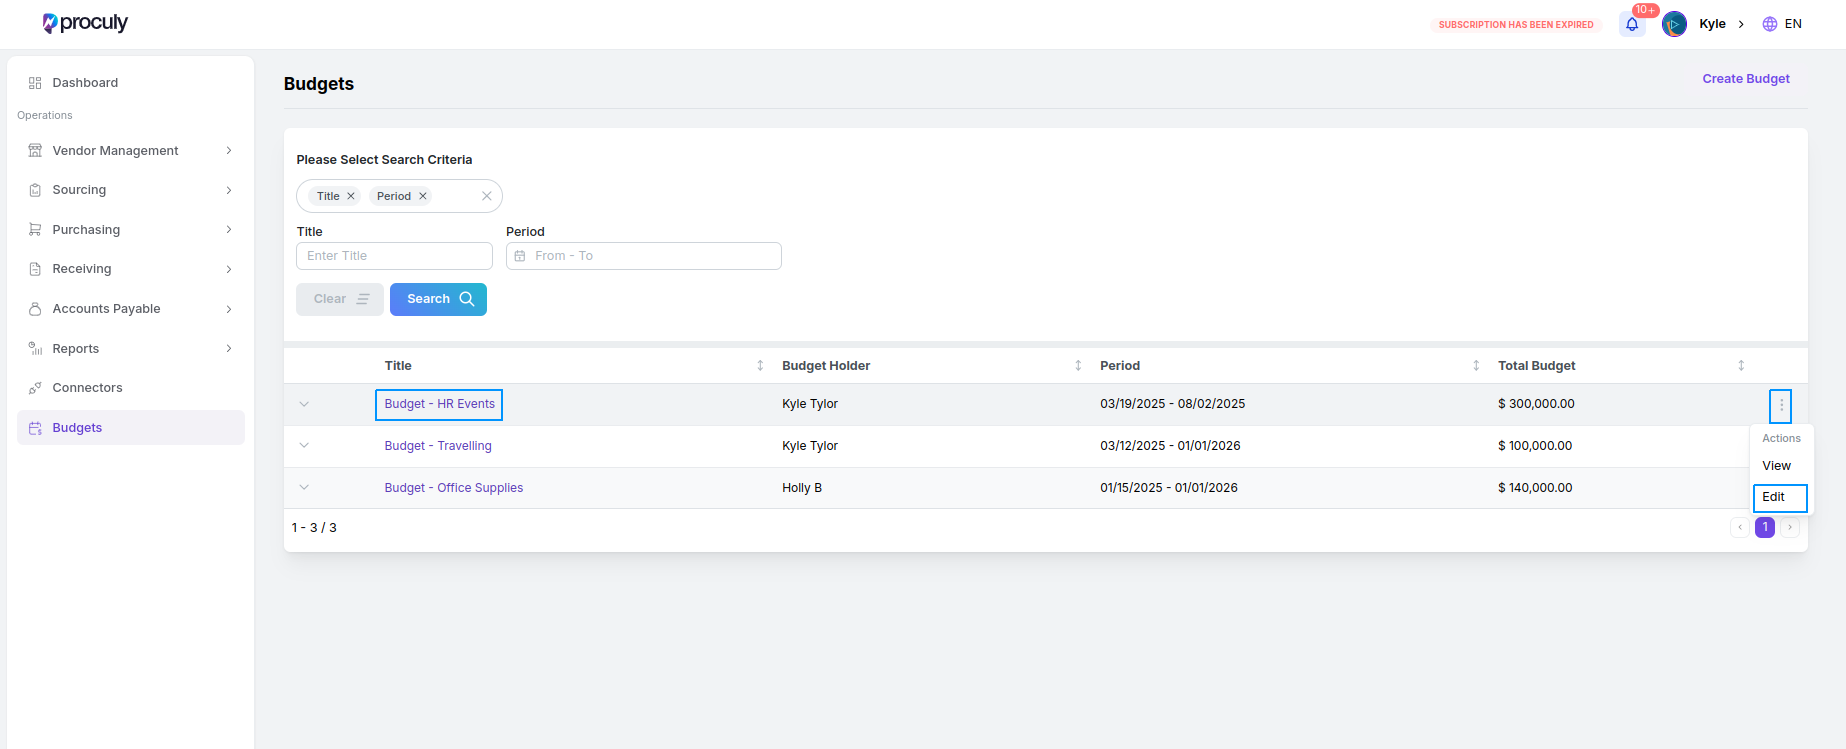 proculy
SUBSCRIPTION HAS BEEN EXPIRED
10+
Kyle
EN
Dashboard
Operations
Vendor Management
Sourcing
Purchasing
Receiving
Accounts Payable
Reports
Connectors
Budgets
Budgets
Create Budget
Please Select Search Criteria
Title Period
Title Period
Enter Title From - To
Clear Search
Title Budget Holder Period Total Budget
Budget - HR Events Kyle Tylor 03/19/2025 - 08/02/2025 $ 300,000.00
Budget - Travelling Kyle Tylor 03/12/2025 - 01/01/2026 $ 100,000.00
Budget - Office Supplies Holly B 01/15/2025 - 01/01/2026 $ 140,000.00
Actions
View
Edit
1 - 3 / 3
1